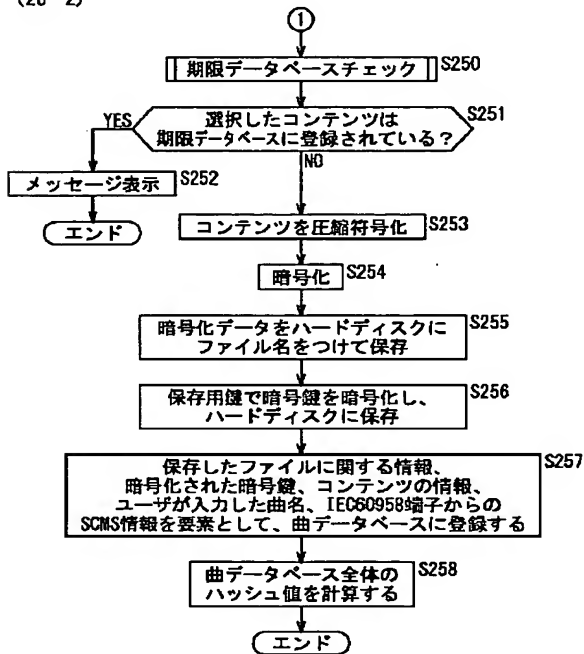 ①
期限データベースチェック S250
選択したコンテンツは S251
期限データベースに登録されている?
YES
NO
メッセージ表示 S252
エンド
コンテンツを圧縮符号化 S253
暗号化 S254
暗号化データをハードディスクに S255
ファイル名をつけて保存
保存用鍵で暗号鍵を暗号化し、 S256
ハードディスクに保存
保存したファイルに関する情報、 S257
暗号化された暗号鍵、コンテンツの情報、
ユーザが入力した曲名、IEC60958端子からの
SCMS情報を要素として、曲データベースに登録する
曲データベース全体の S258
ハッシュ値を計算する
エンド